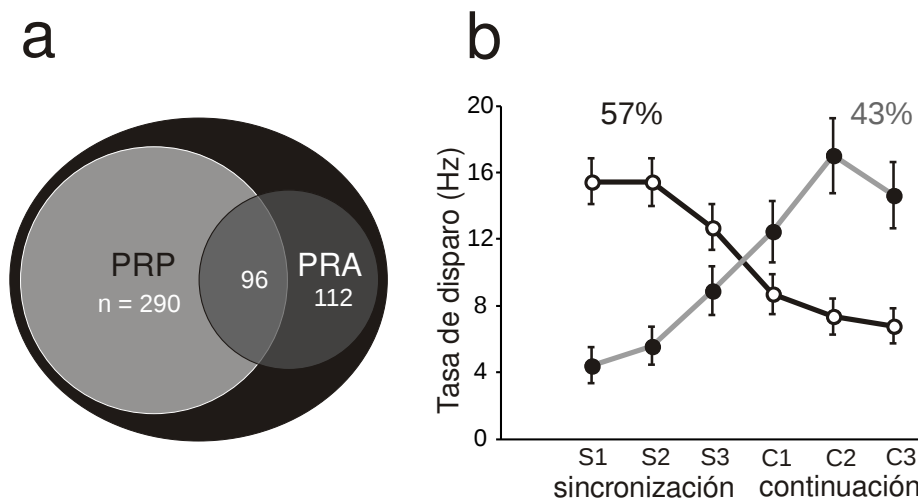 a
PRP
n = 290
96
PRA
112
b
Tasa de disparo (Hz)
20
16
12
8
4
0
57%
43%
S1 S2 S3 C1 C2 C3
sincronización continuación